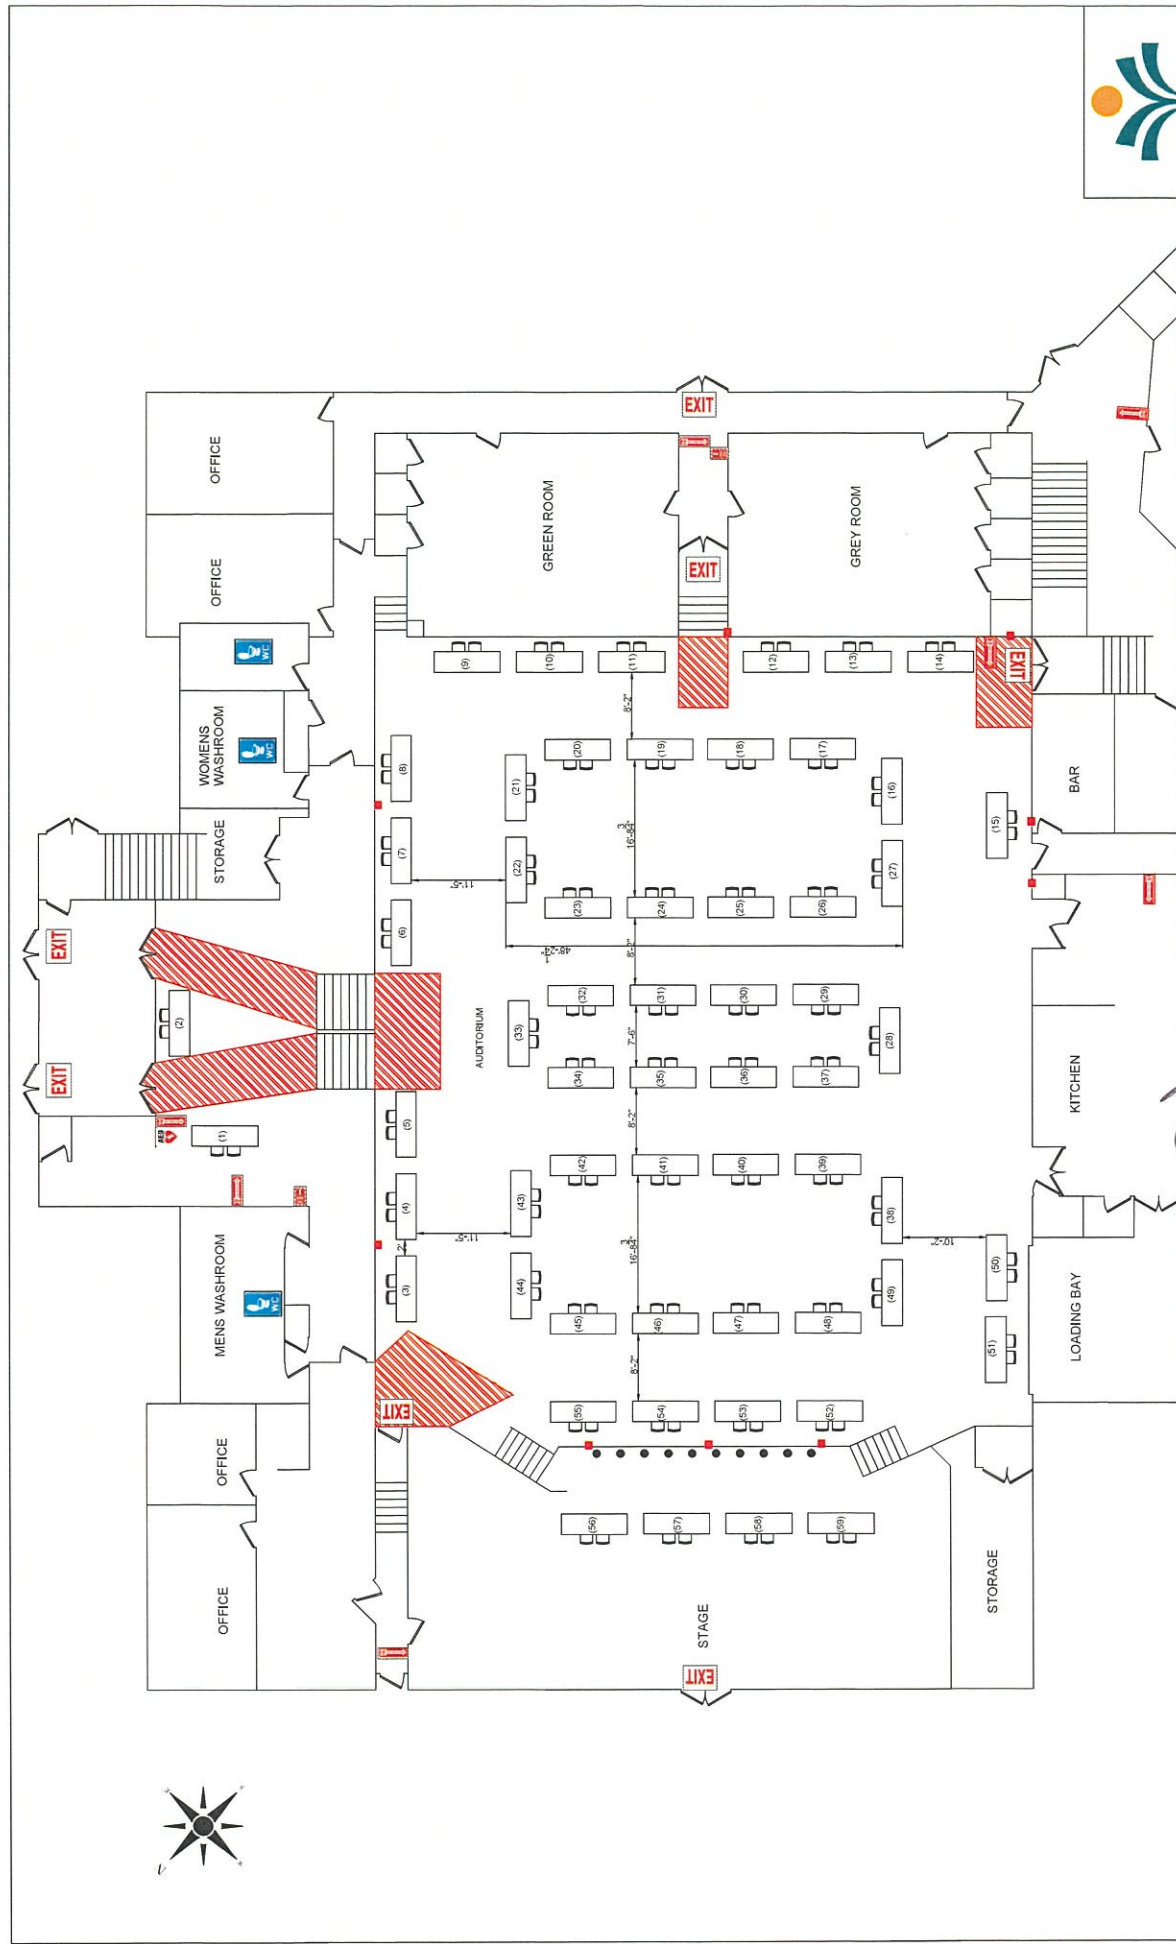 OFFICE
OFFICE
WC
WOMENS
WASHROOM
WC
STORAGE
EXIT
EXIT
(2)
AED
(1)
MENS WASHROOM
WC
OFFICE
OFFICE
GREEN ROOM
EXIT
EXIT
GREY ROOM
(9)
(10)
(11)
(12)
(13)
(14)
EXIT
8'-2"
(8)
(7)
(6)
(5)
(4)
2'
(3)
11'-5"
11'-5"
(21)
(22)
(20)
(19)
(18)
(17)
(16)
(15)
BAR
(23)
(24)
(25)
(26)
(27)
8'-2"
AUDITORIUM
(33)
(32)
(31)
(30)
(29)
(28)
7'-6"
(34)
(35)
(36)
(37)
KITCHEN
8'-2"
(43)
(44)
(42)
(41)
(40)
(39)
(38)
10'-2"
(50)
(51)
(49)
(45)
(46)
(47)
(48)
8'-2"
LOADING BAY
EXIT
(55)
(54)
(53)
(52)
(56)
(57)
(58)
(59)
STAGE
EXIT
STORAGE
N